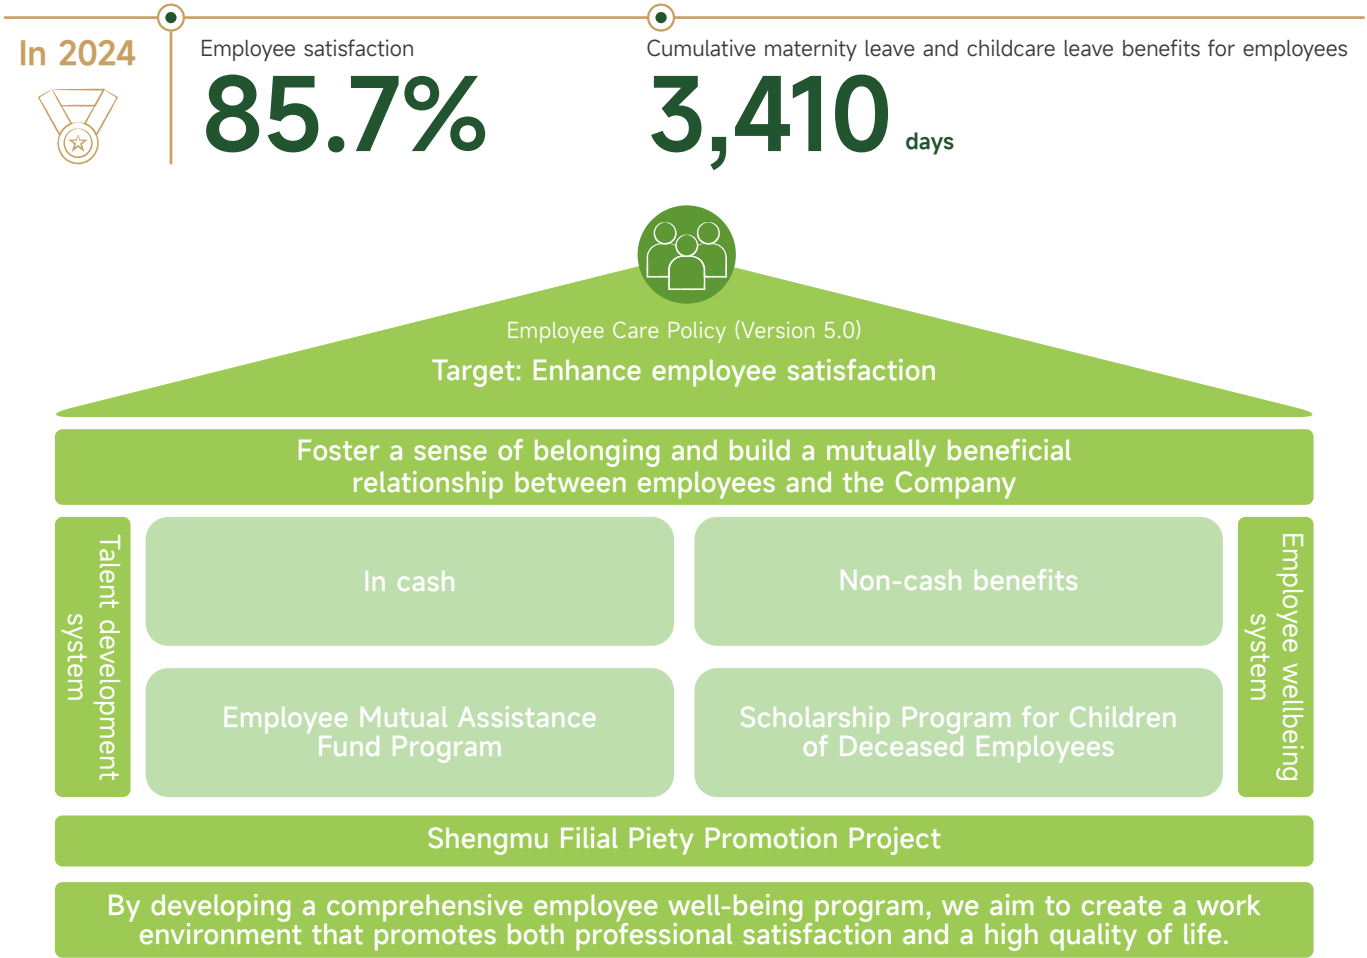 In 2024
Employee satisfaction
85.7%
Cumulative maternity leave and childcare leave benefits for employees
3,410 days
Employee Care Policy (Version 5.0)
Target: Enhance employee satisfaction
Foster a sense of belonging and build a mutually beneficial
relationship between employees and the Company
Talent development
system
In cash
Non-cash benefits
Employee Mutual Assistance
Fund Program
Scholarship Program for Children
of Deceased Employees
Employee wellbeing
system
Shengmu Filial Piety Promotion Project
By developing a comprehensive employee well-being program, we aim to create a work
environment that promotes both professional satisfaction and a high quality of life.